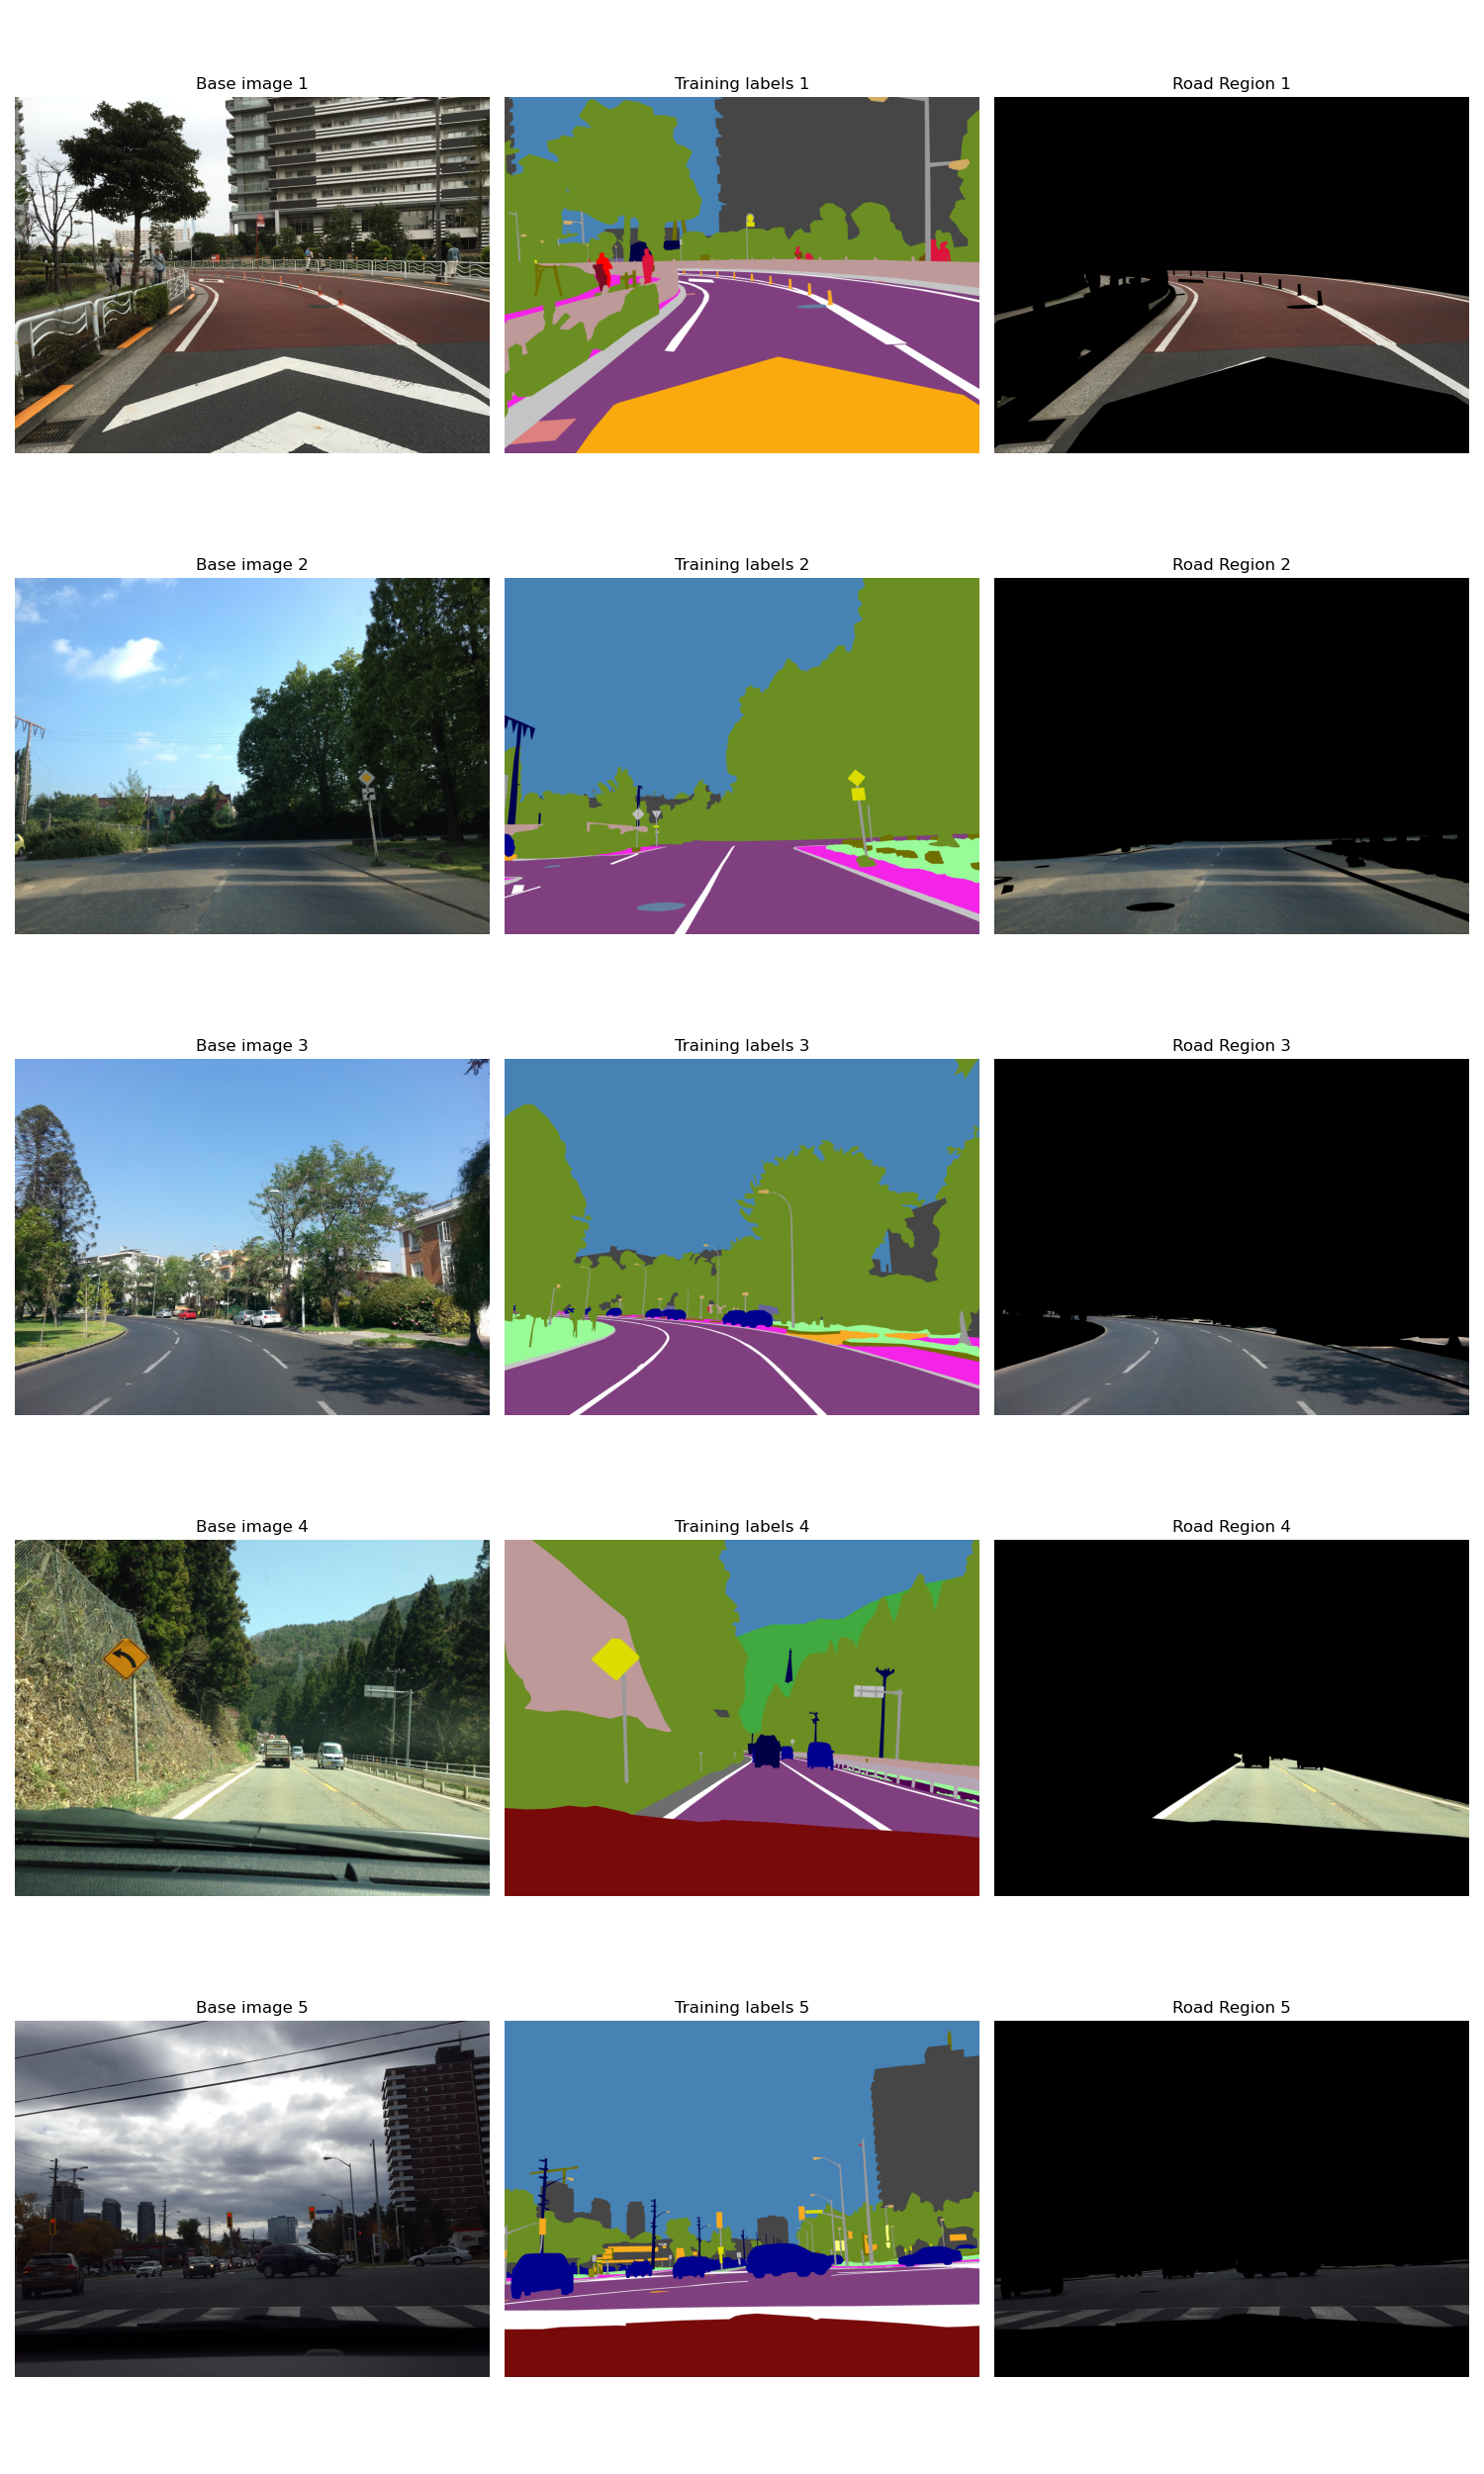 Base image 1
Training labels 1
Road Region 1
Base image 2
Training labels 2
Road Region 2
Base image 3
Training labels 3
Road Region 3
Base image 4
Training labels 4
Road Region 4
Base image 5
Training labels 5
Road Region 5